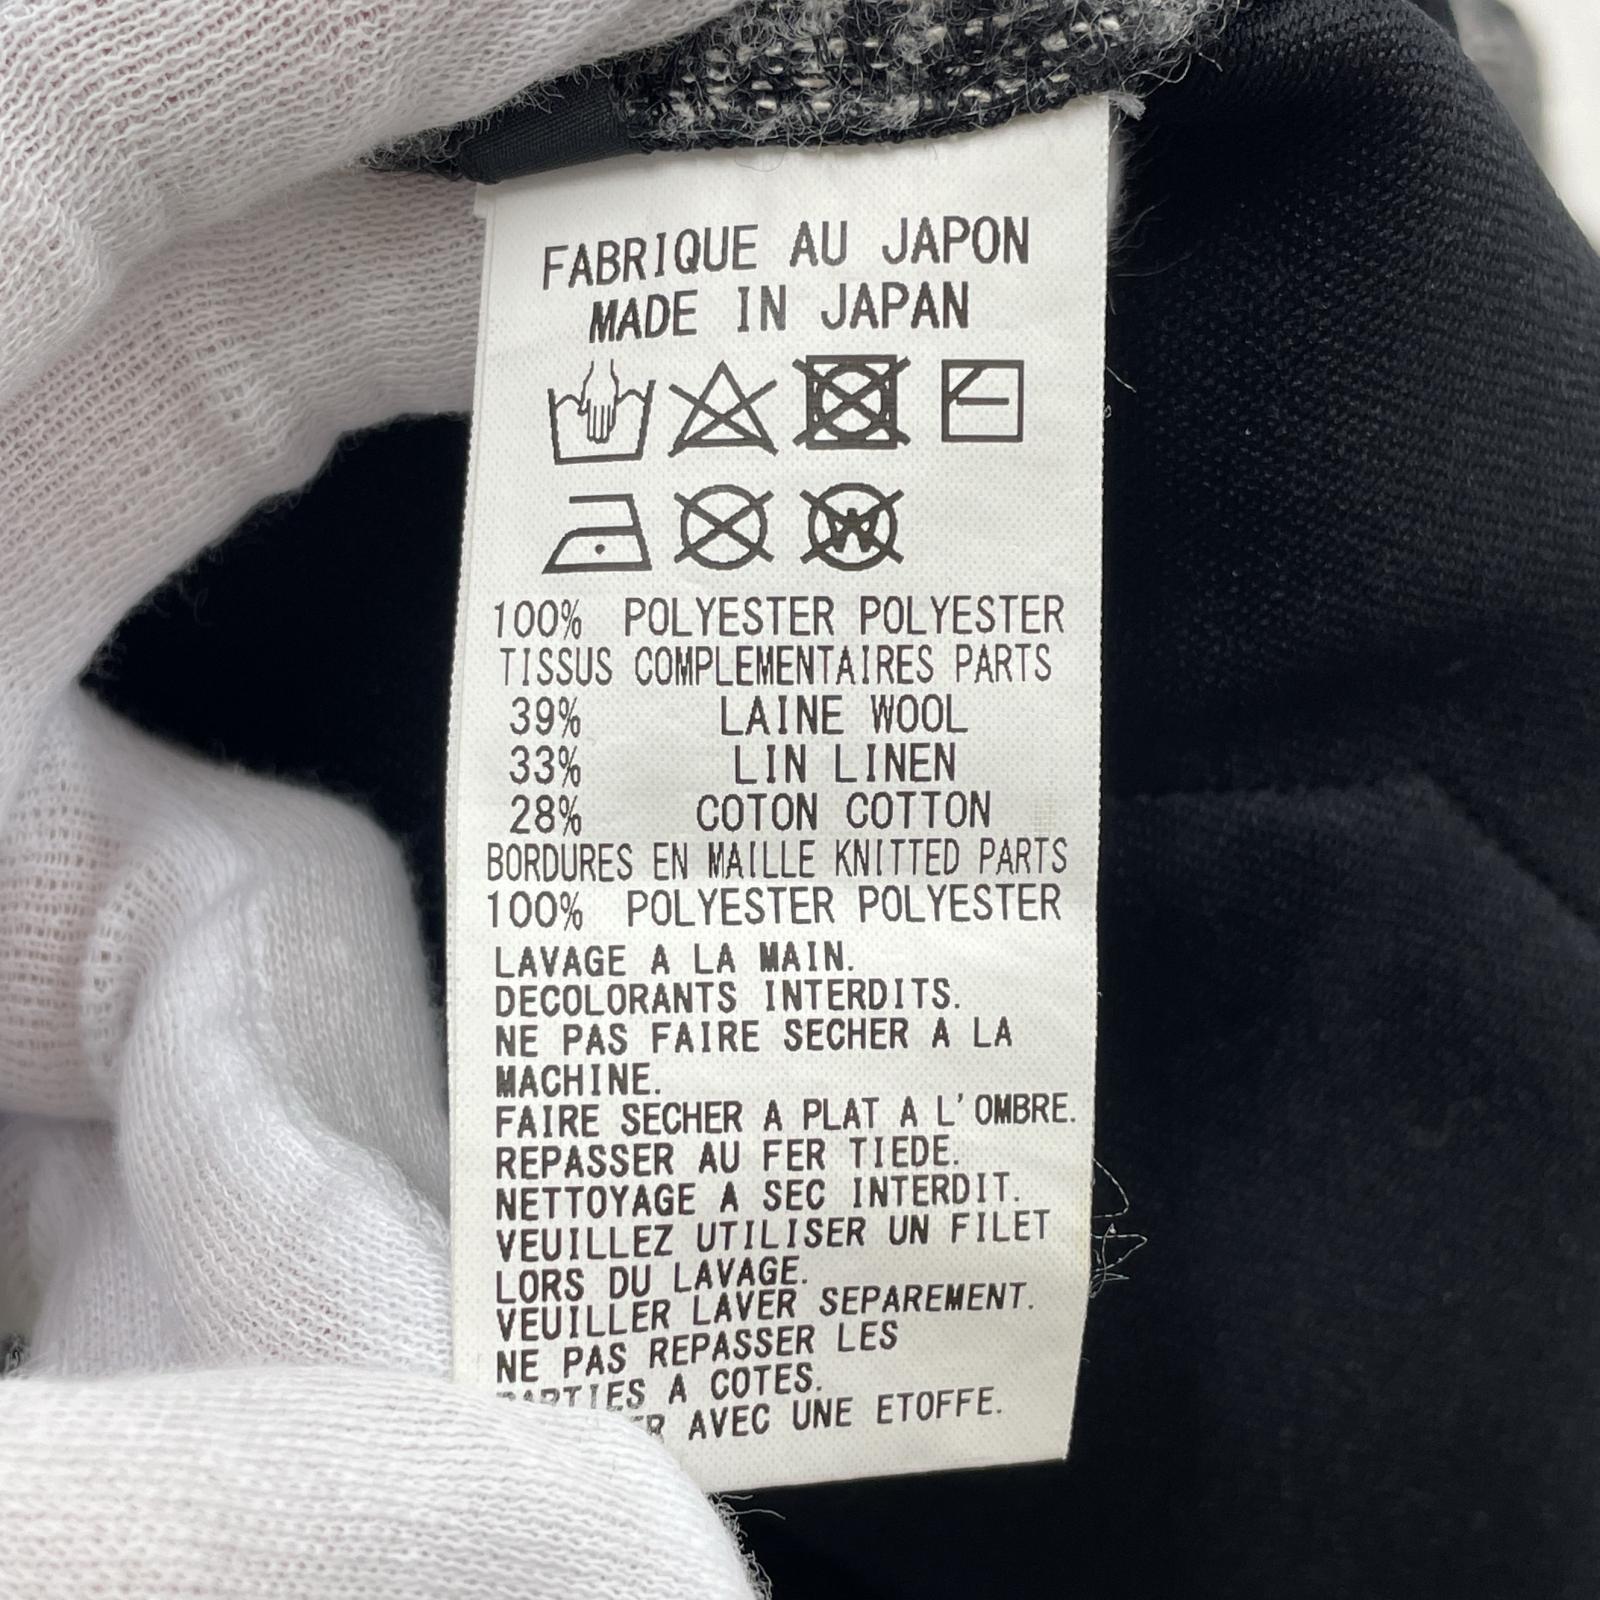 FABRIQUE AU JAPON
MADE IN JAPAN
W
100% POLYESTER POLYESTER
TISSUS COMPLEMENTAIRES PARTS
39% LAINE WOOL
33% LIN LINEN
28% COTON COTTON
BORDURES EN MAILLE KNITTED PARTS
100% POLYESTER POLYESTER
LAVAGE A LA MAIN.
DECOLORANTS INTERDITS.
NE PAS FAIRE SECHER A LA
MACHINE.
FAIRE SECHER A PLAT A L'OMBRE.
REPASSER AU FER TIEDE.
NETTOYAGE A SEC INTERDIT.
VEUILLEZ UTILISER UN FILET
LORS DU LAVAGE.
VEUILLER LAVER SEPAREMENT.
NE PAS REPASSER LES
PARTIES A COTES.
AVEC UNE ETOFFE.